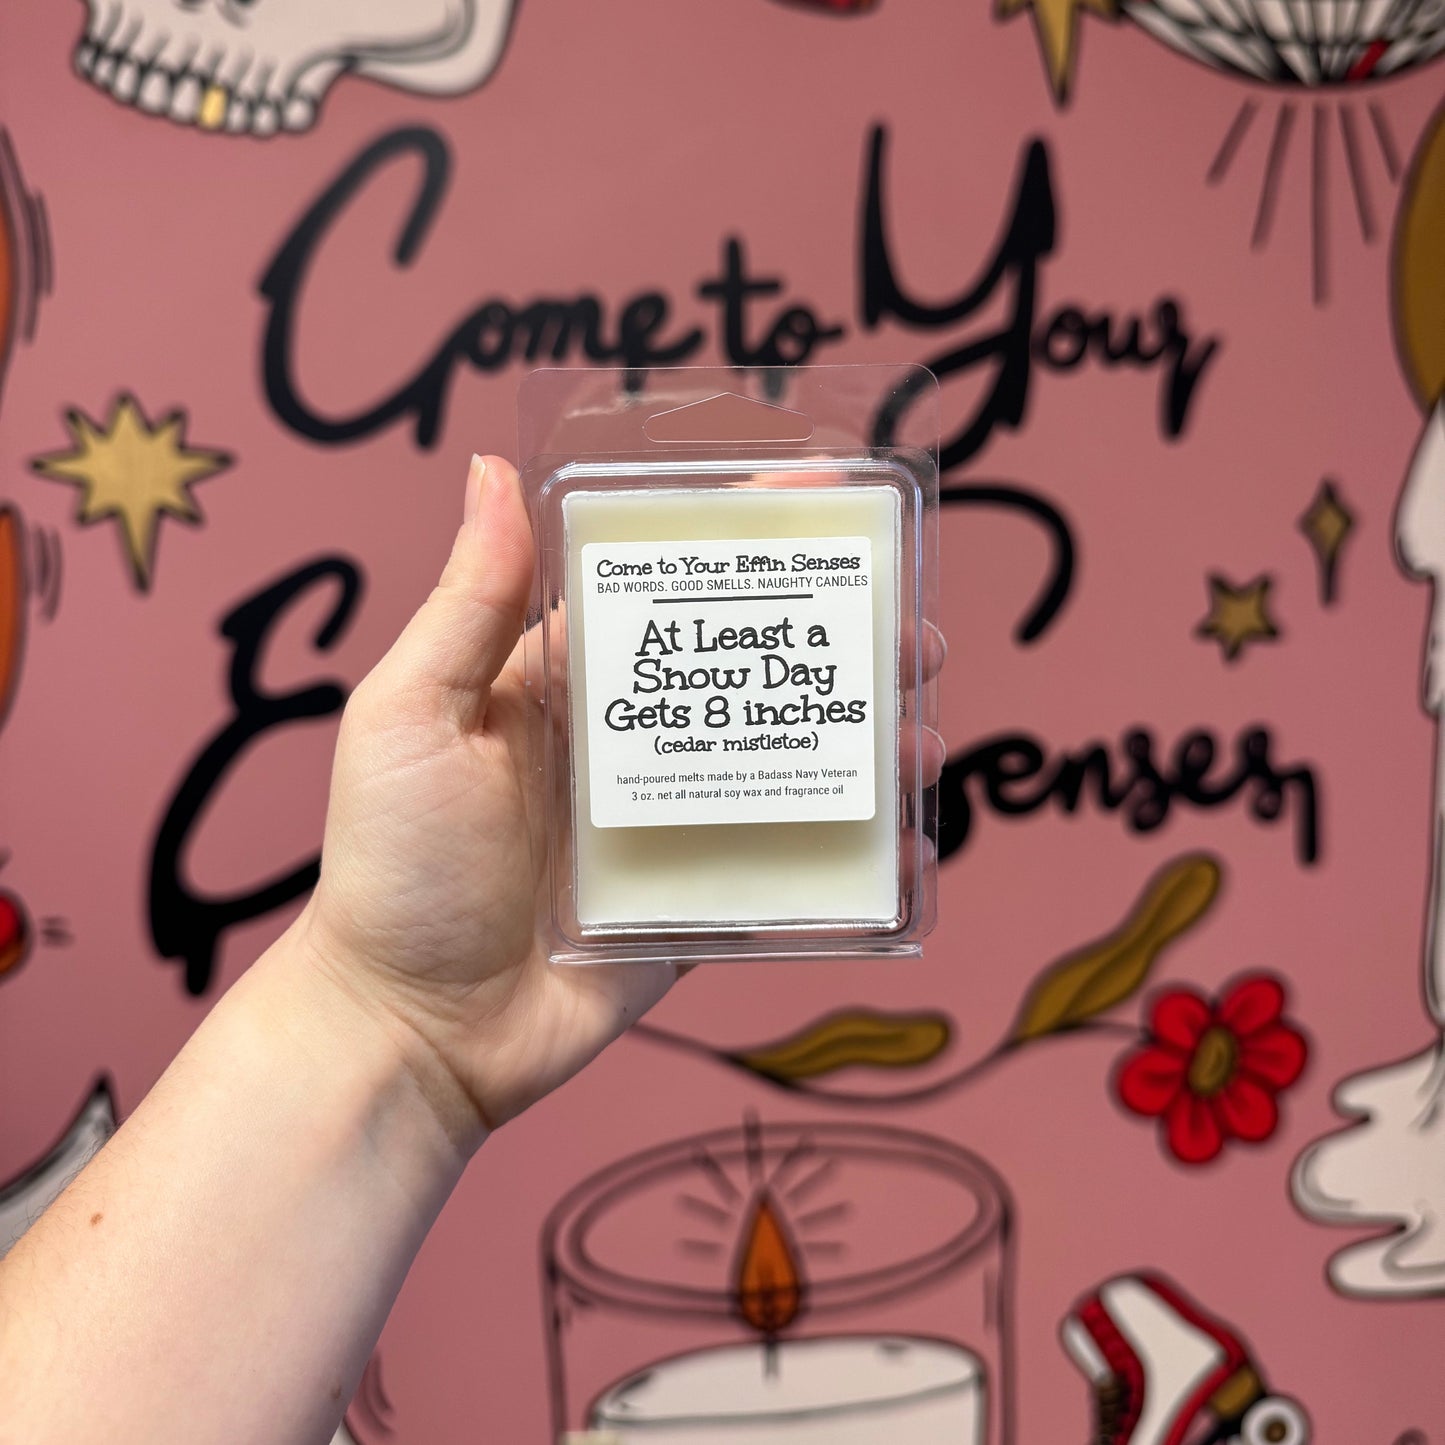 Come to Your
E
Senses
Come to Your Effin Senses
BAD WORDS. GOOD SMELLS. NAUGHTY CANDLES
At Least a
Snow Day
Gets 8 inches
(cedar mistletoe)
hand-poured melts made by a Badass Navy Veteran
3 oz. net all natural soy wax and fragrance oil